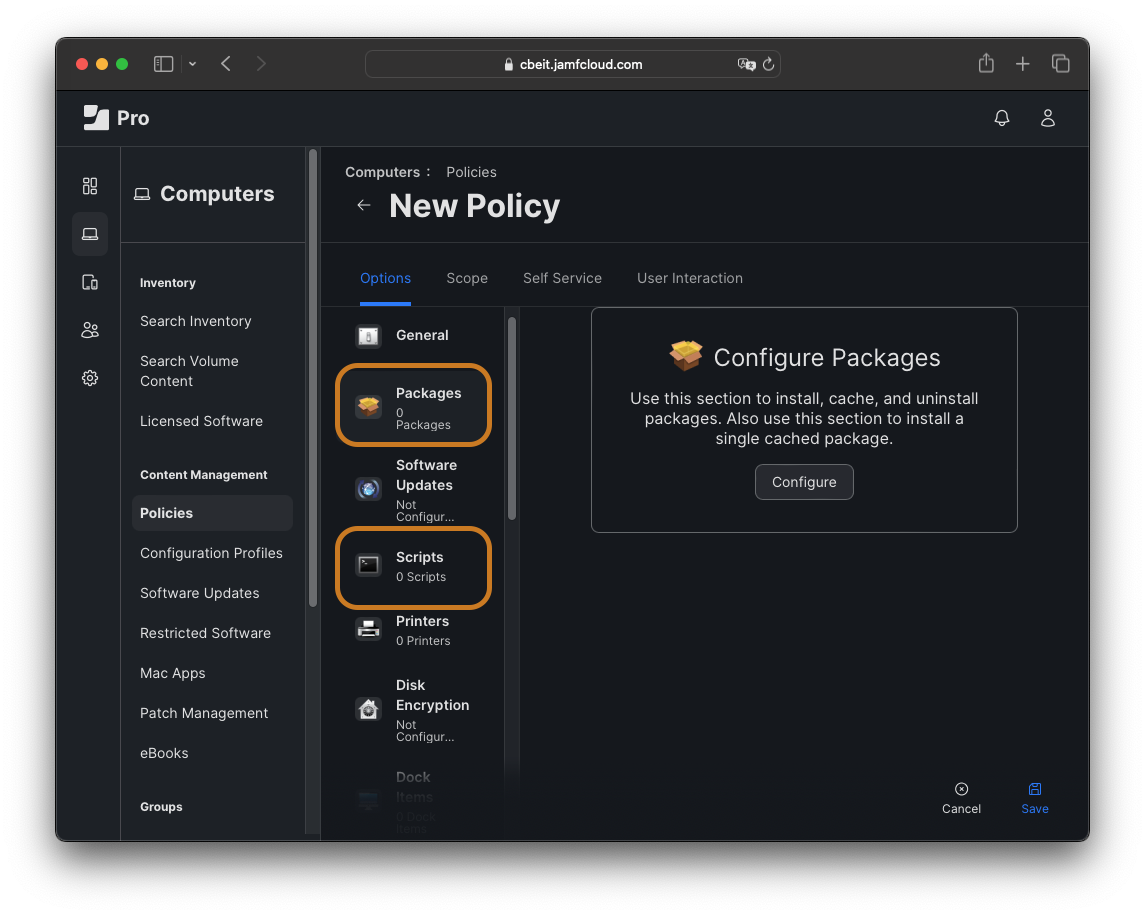 cbeit.jamfcloud.com
Pro
Computers
Inventory
Search Inventory
Search Volume
Content
Licensed Software
Content Management
Policies
Configuration Profiles
Software Updates
Restricted Software
Mac Apps
Patch Management
eBooks
Groups
Computers : Policies
New Policy
Options Scope Self Service User Interaction
General
Packages
0
Packages
Software
Updates
Not
Configur...
Scripts
0 Scripts
Printers
0 Printers
Disk
Encryption
Not
Configur...
Dock
Items
0 Dock
Items
Configure Packages
Use this section to install, cache, and uninstall
packages. Also use this section to install a
single cached package.
Configure
Cancel
Save